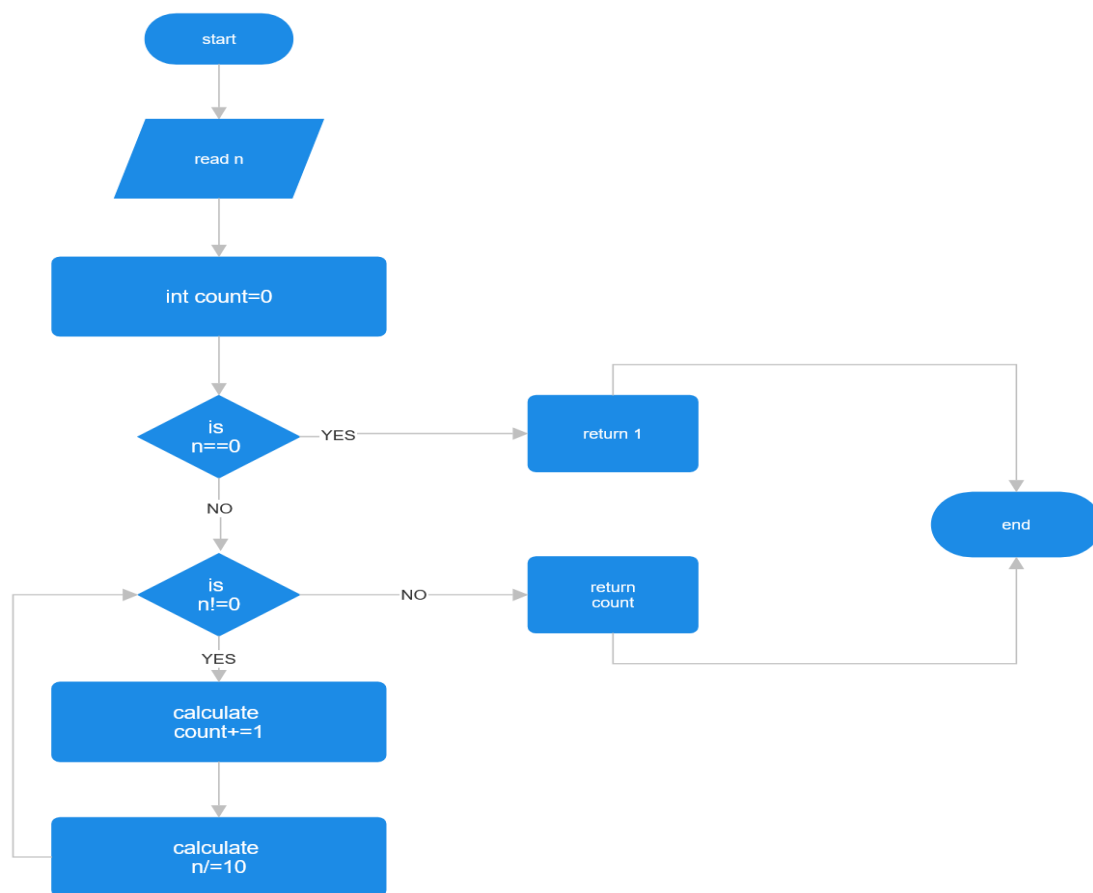 start
read n
int count=0
is
n==0
YES
return 1
NO
end
is
n!=0
NO
return
count
YES
calculate
count+=1
calculate
n/=10